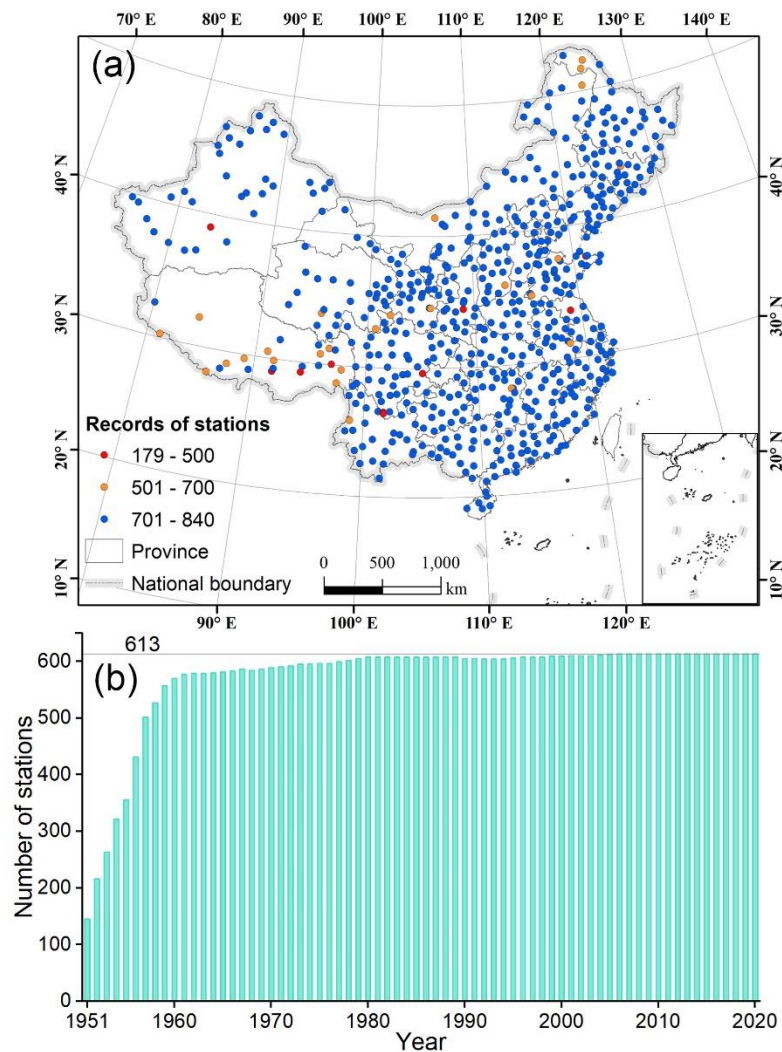 70° E 80° E 90° E 100° E 110° E 120° E 130° E 140° E
(a)
40° N
30° N
20° N
10° N
40° N
30° N
20° N
10° N
Records of stations
179 - 500
501 - 700
701 - 840
Province
National boundary
0 500 1,000
km
90° E 100° E 110° E 120° E
613
(b)
Number of stations
600
500
400
300
200
100
0
1951 1960 1970 1980 1990 2000 2010 2020
Year